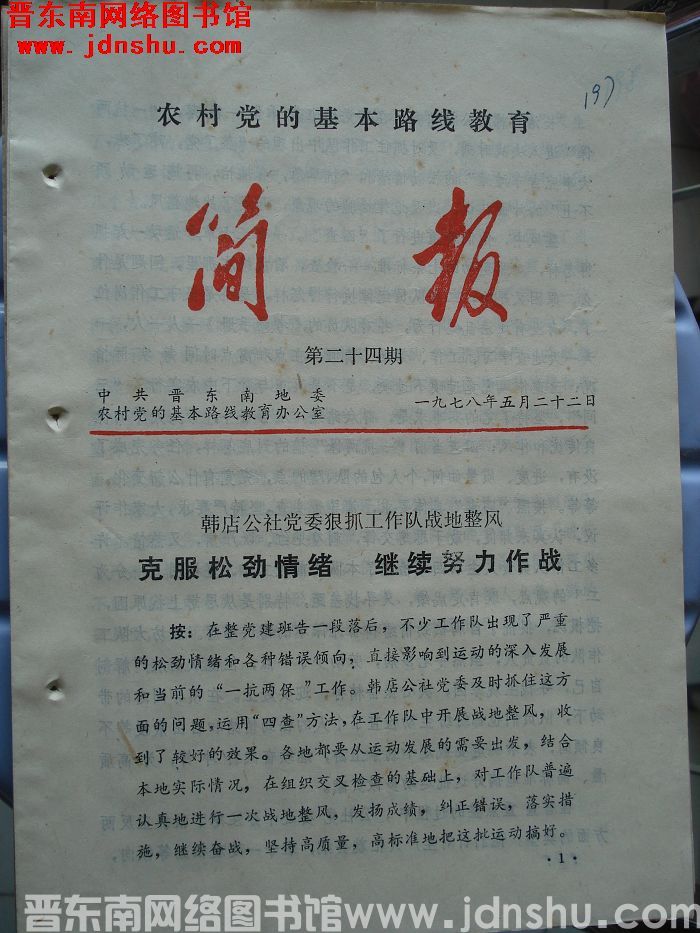 晋东南网络图书馆
www.jdnshu.com
197
农村党的基本路线教育
简报
第二十四期
中共晋东南地委
农村党的基本路线教育办公室
一九七八年五月二十二日
韩店公社党委狠抓工作队战地整风
克服松劲情绪 继续努力作战
按：在整党建班告一段落后，不少工作队出现了严重
的松劲情绪和各种错误倾向，直接影响到运动的深入发展
和当前的“一抗两保”工作。韩店公社党委及时抓住这方
面的问题，运用“四查”方法，在工作队中开展战地整风，收
到了较好的效果。各地都要从运动发展的需要出发，结合
本地实际情况，在组织交叉检查的基础上，对工作队普遍
认真地进行一次战地整风，发扬成绩，纠正错误，落实措
施，继续奋战，坚持高质量，高标准地把这批运动搞好。
·1·
晋东南网络图书馆 www.jdnshu.com